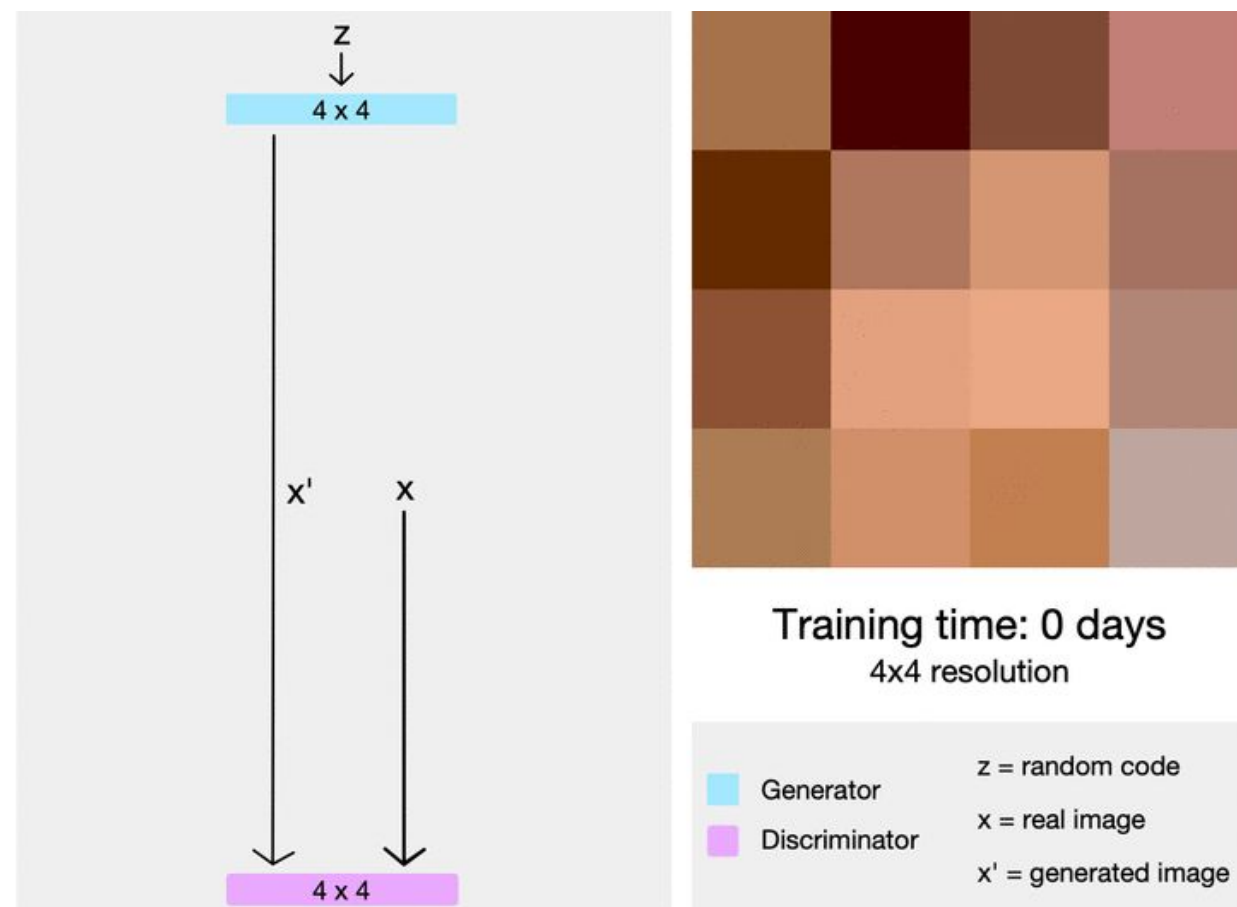 z
4 x 4
x'
x
4 x 4
Training time: 0 days
4x4 resolution
Generator
Discriminator
z = random code
x = real image
x' = generated image